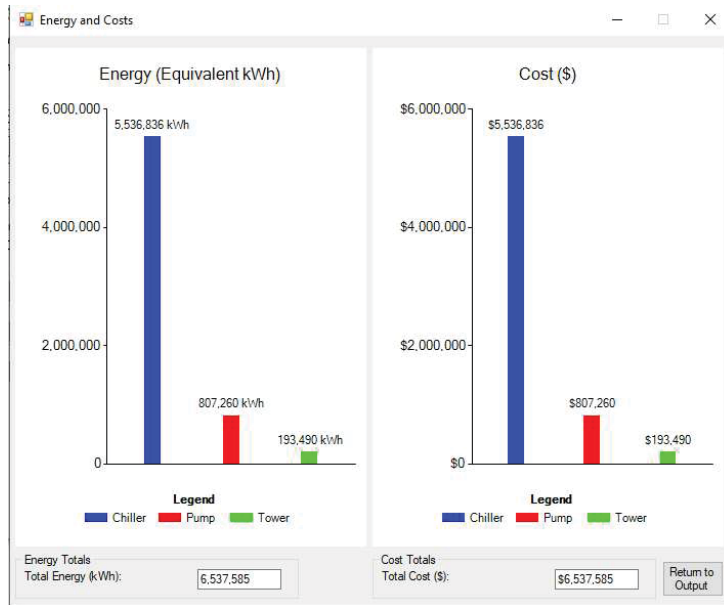 Energy and Costs
Energy (Equivalent kWh)
6,000,000
5,536,836 kWh
4,000,000
2,000,000
807,260 kWh
193,490 kWh
0
Legend
Chiller Pump Tower
Cost ($)
$6,000,000
$5,536,836
$4,000,000
$2,000,000
$807,260
$193,490
$0
Legend
Chiller Pump Tower
Energy Totals
Total Energy (kWh): 6,537,585
Cost Totals
Total Cost ($): $6,537,585
Return to
Output